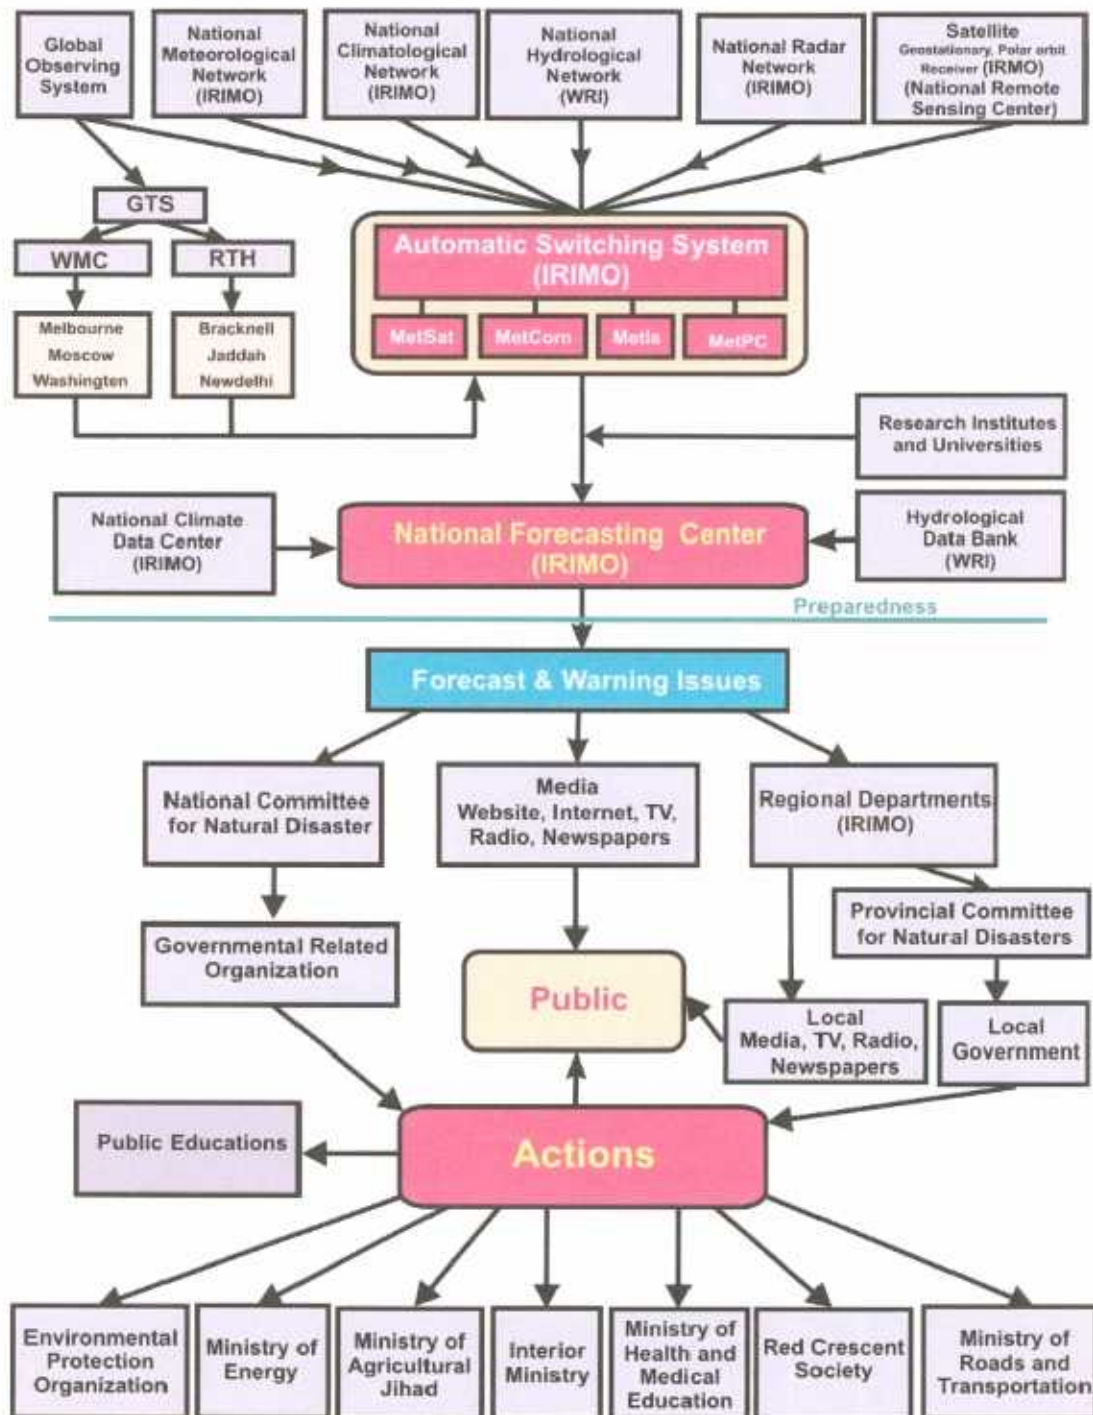 Global
Observing
System
National
Meteorological
Network
(IRIMO)
National
Climatological
Network
(IRIMO)
National
Hydrological
Network
(WRI)
National Radar
Network
(IRIMO)
Satellite
Geostationary, Polar orbit
Receiver (IRMO)
(National Remote
Sensing Center)
GTS
WMC
RTH
Melbourne
Moscow
Washingten
Bracknell
Jaddah
Newdelhi
Automatic Switching System
(IRIMO)
MetSat
MetCom
MetIs
MetPC
Research Institutes
and Universities
National Climate
Data Center
(IRIMO)
National Forecasting Center
(IRIMO)
Hydrological
Data Bank
(WRI)
Preparedness
Forecast & Warning Issues
National Committee
for Natural Disaster
Media
Website, Internet, TV,
Radio, Newspapers
Regional Departments
(IRIMO)
Provincial Committee
for Natural Disasters
Governmental Related
Organization
Public
Local
Media, TV, Radio,
Newspapers
Local
Government
Public Educations
Actions
Environmental
Protection
Organization
Ministry of
Energy
Ministry of
Agricultural
Jihad
Interior
Ministry
Ministry of
Health and
Medical
Education
Red Crescent
Society
Ministry of
Roads and
Transportation